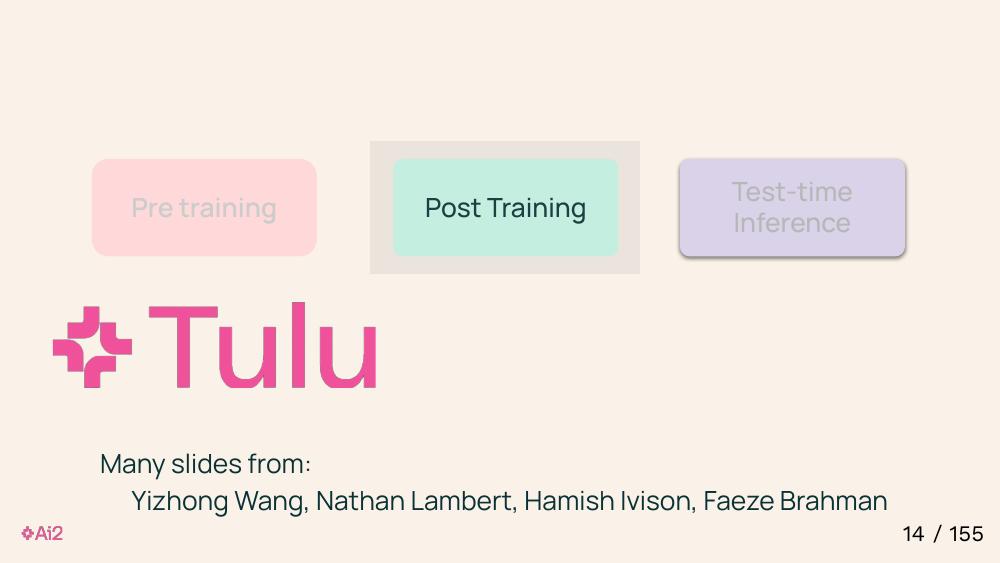 Pre training
Post Training
Test-time
Inference
Tulu
Many slides from:
Yizhong Wang, Nathan Lambert, Hamish Ivison, Faeze Brahman
Ai2
14 / 155